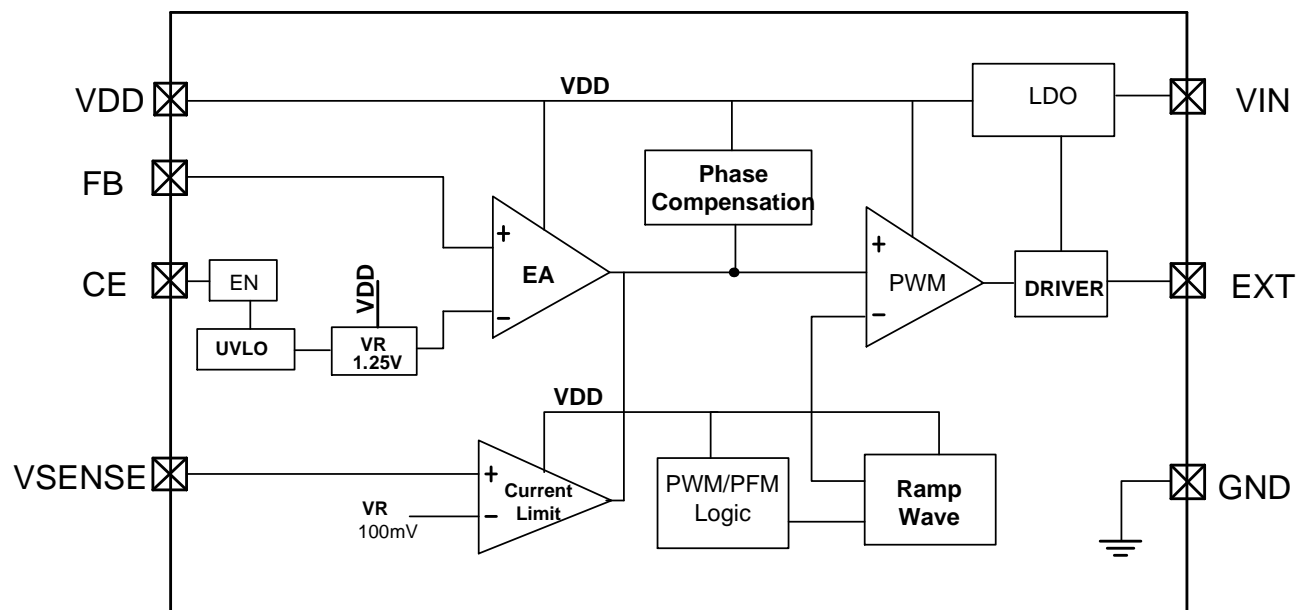 VDD
VDD
LDO
VIN
FB
Phase
Compensation
+
+
CE
EN
VDD
EA
PWM
DRIVER
EXT
−
−
UVLO
VR
1.25V
VDD
VSENSE
+
Current
Limit
VR
100mV
−
PWM/PFM
Logic
Ramp
Wave
GND